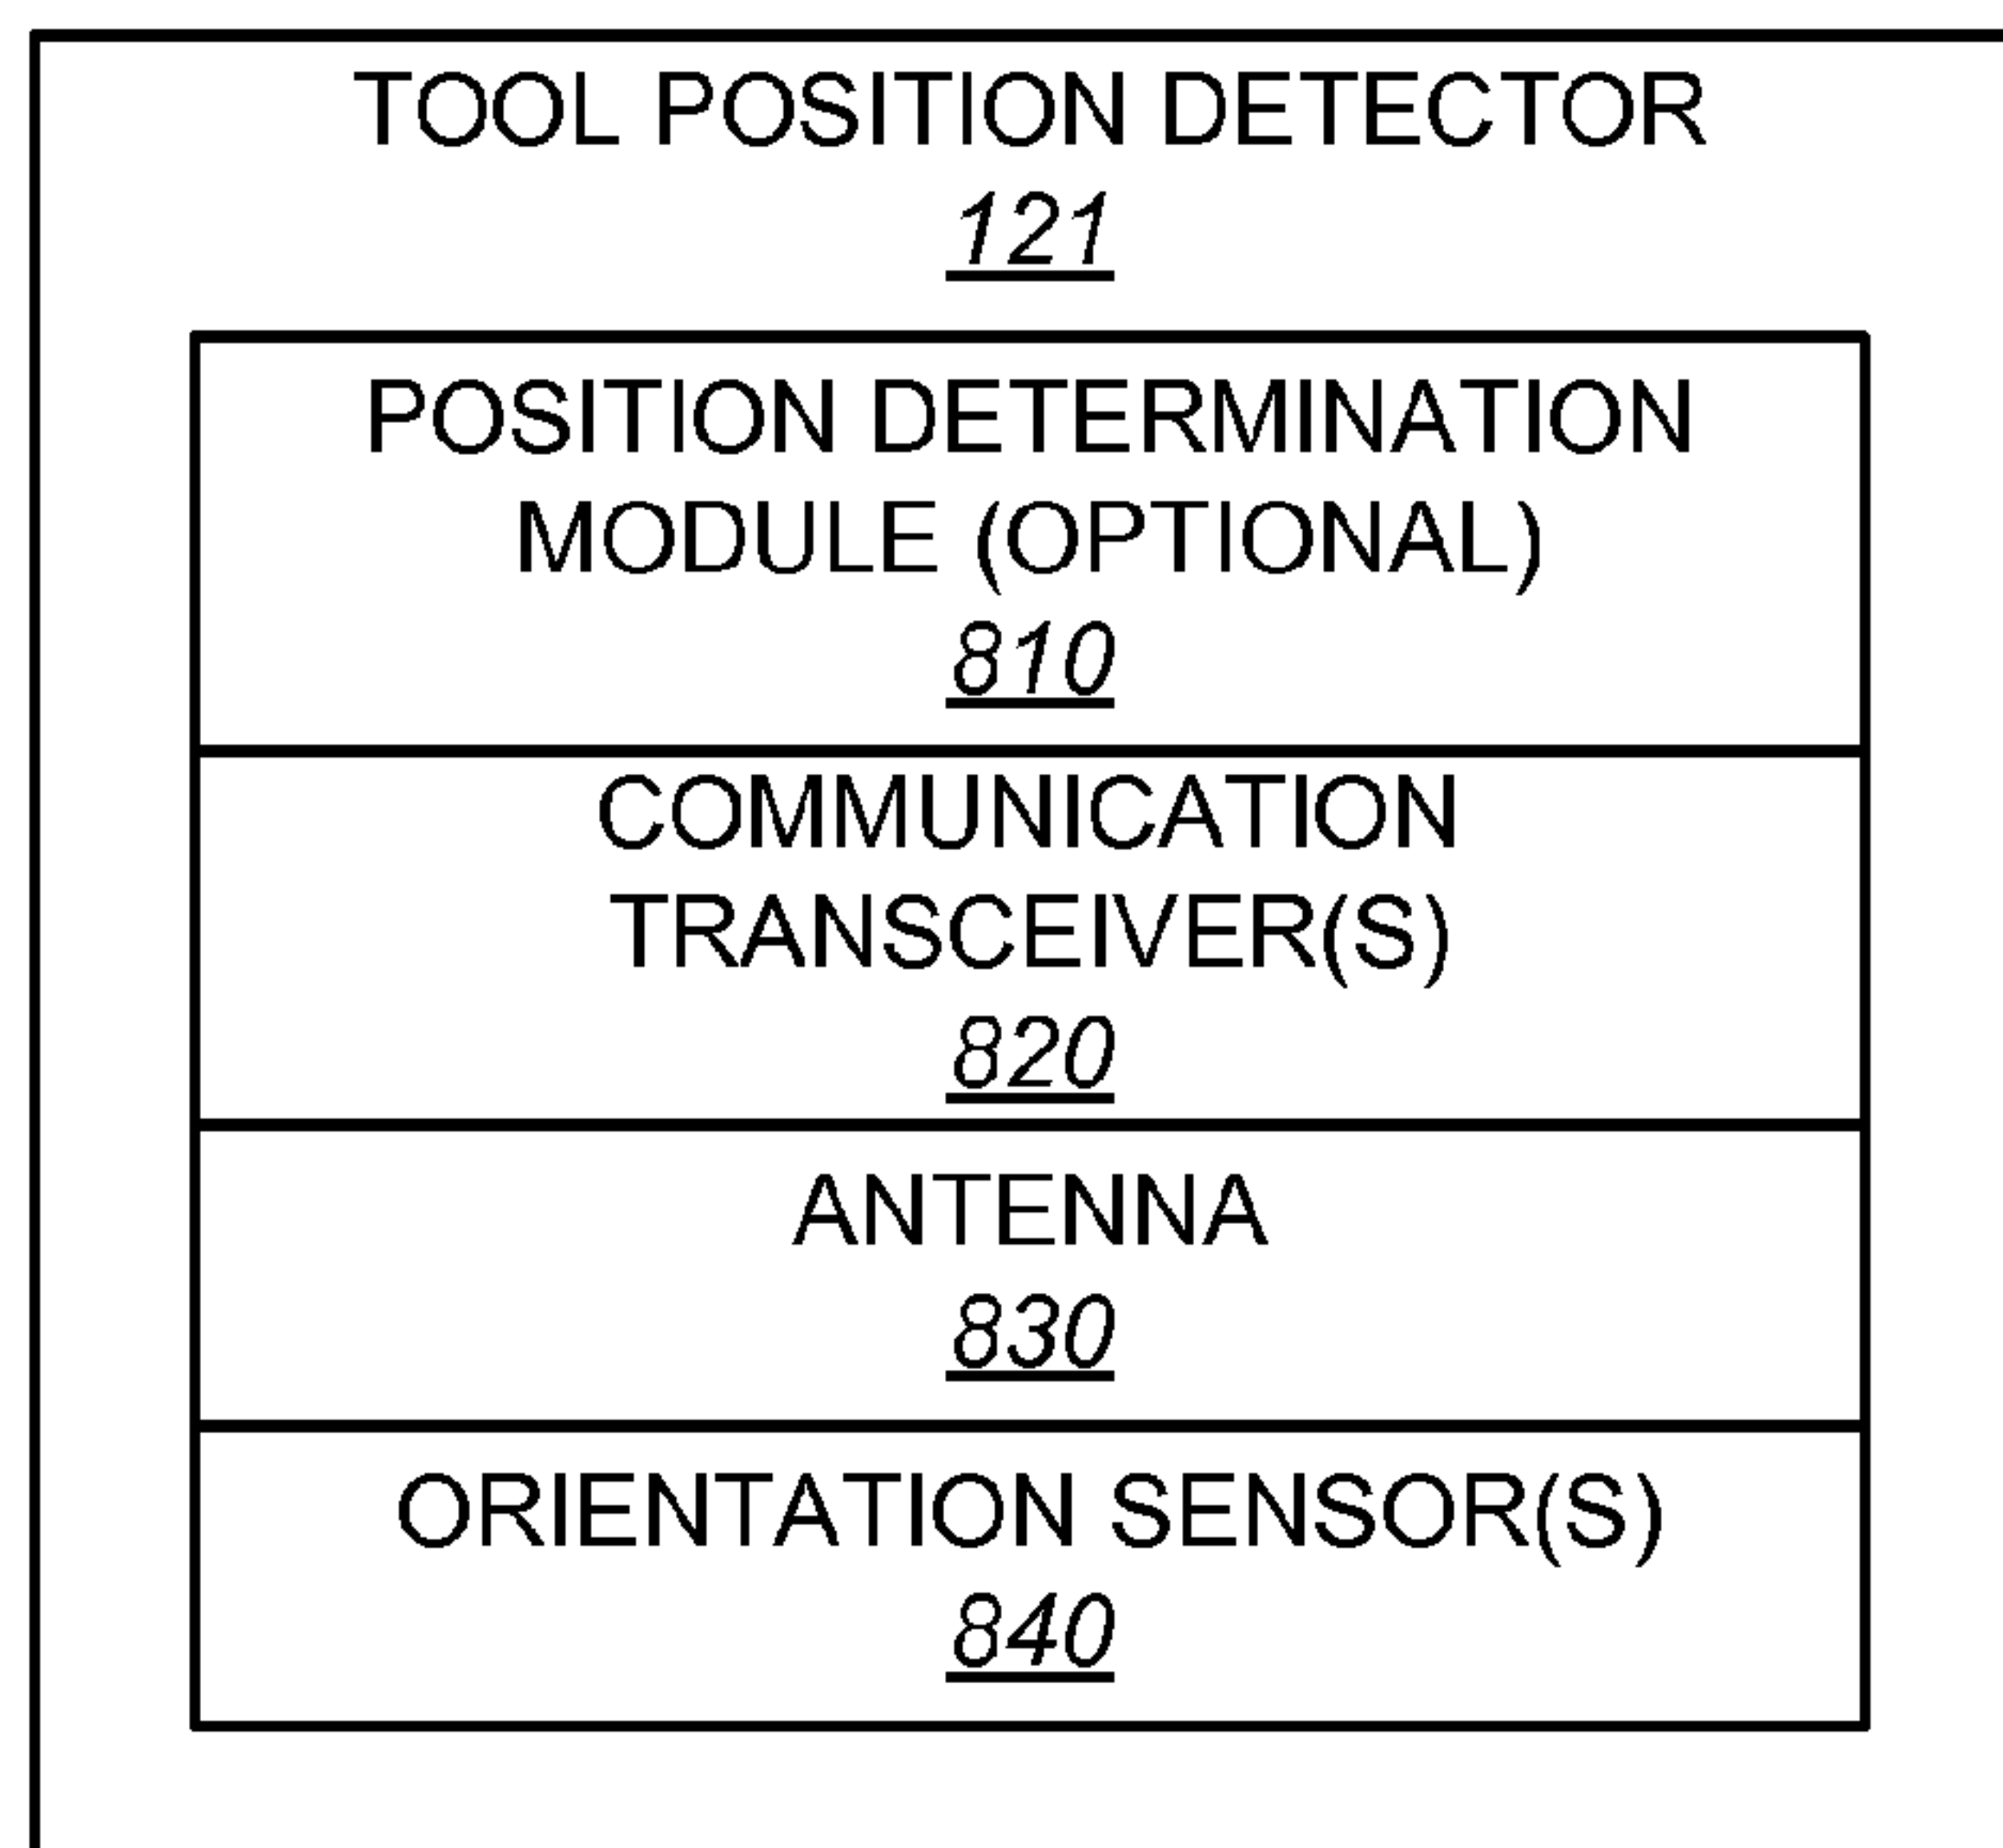 TOOL POSITION DETECTOR
121
POSITION DETERMINATION
MODULE (OPTIONAL)
810
COMMUNICATION
TRANSCEIVER(S)
820
ANTENNA
830
ORIENTATION SENSOR(S)
840